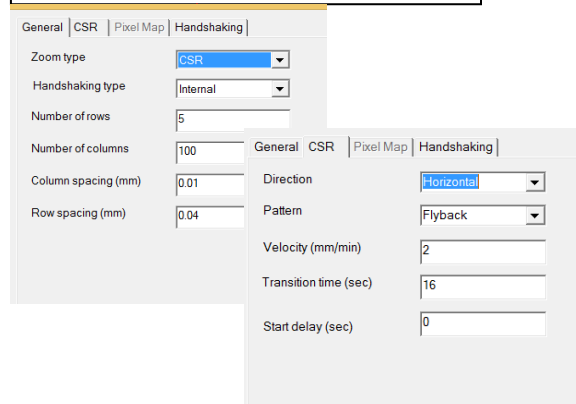 General CSR Pixel Map Handshaking
Zoom type CSR
Handshaking type Internal
Number of rows 5
Number of columns 100
Column spacing (mm) 0.01
Row spacing (mm) 0.04
General CSR Pixel Map Handshaking
Direction Horizontal
Pattern Flyback
Velocity (mm/min) 2
Transition time (sec) 16
Start delay (sec) 0